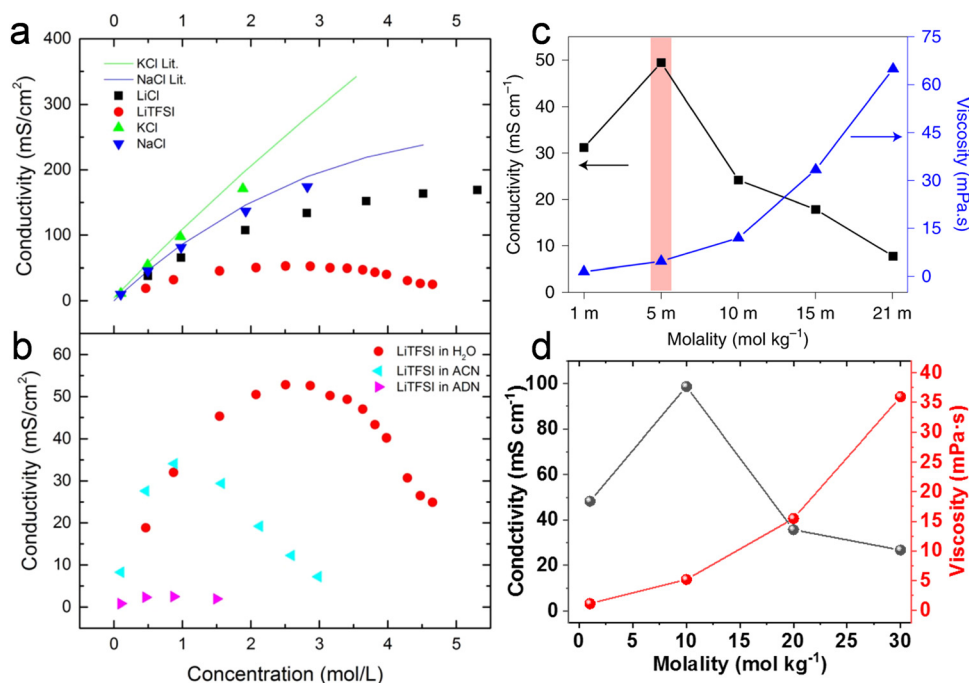 a
0 1 2 3 4 5
400
300
200
100
0
Conductivity (mS/cm²)
KCl Lit.
NaCl Lit.
LiCl
LiTFSI
KCl
NaCl
b
60
50
40
30
20
10
0
Conductivity (mS/cm²)
LiTFSI in H₂O
LiTFSI in ACN
LiTFSI in ADN
0 1 2 3 4 5
Concentration (mol/L)
c
50
40
30
20
10
0
Conductivity (mS cm⁻¹)
75
60
45
30
15
0
Viscosity
(mPa.s)
1 m 5 m 10 m 15 m 21 m
Molality (mol kg⁻¹)
d
100
80
60
40
20
0
Condctivity (mS cm⁻¹)
40
35
30
25
20
15
10
5
0
Viscosity (mPa·s)
0 10 20 30
Molality (mol kg⁻¹)